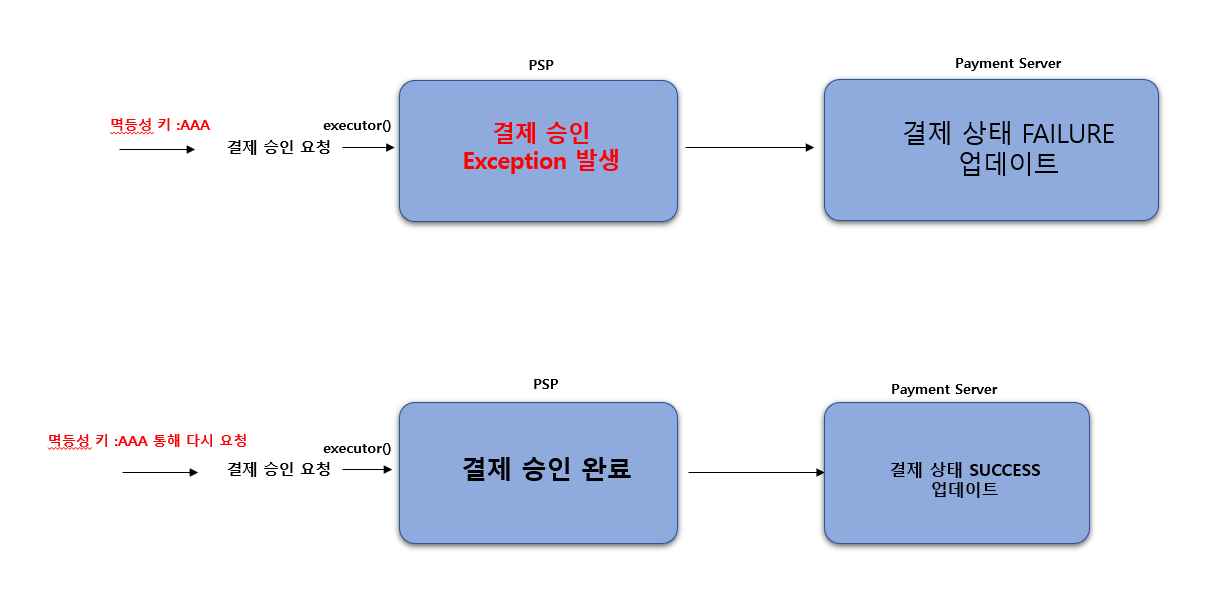 PSP
Payment Server
멱등성 키 :AAA
executor()
결제 승인 요청
결제 승인
Exception 발생
결제 상태 FAILURE
업데이트
PSP
Payment Server
멱등성 키 :AAA 통해 다시 요청
executor()
결제 승인 요청
결제 승인 완료
결제 상태 SUCCESS
업데이트